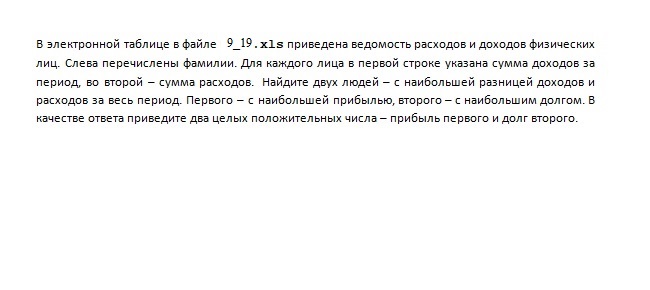 В электронной таблице в файле 9_19.xls приведена ведомость расходов и доходов физических
лиц. Слева перечислены фамилии. Для каждого лица в первой строке указана сумма доходов за
период, во второй – сумма расходов. Найдите двух людей – с наибольшей разницей доходов и
расходов за весь период. Первого – с наибольшей прибылью, второго – с наибольшим долгом. В
качестве ответа приведите два целых положительных числа – прибыль первого и долг второго.